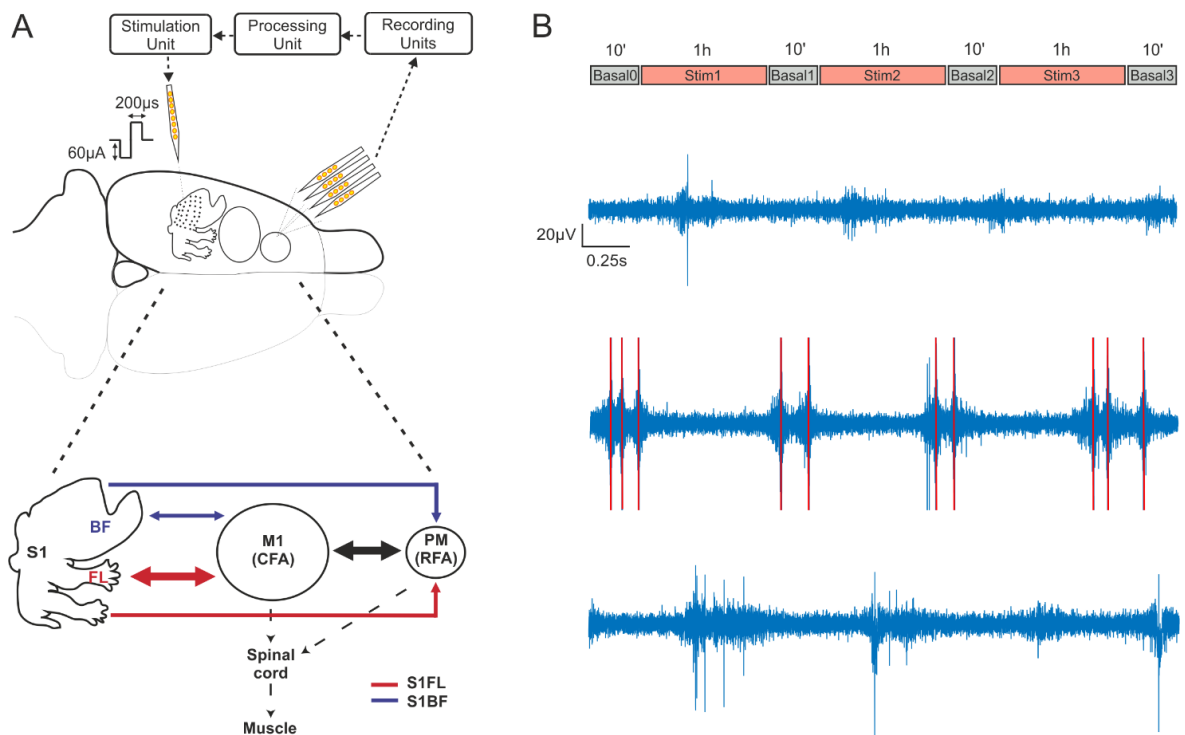 A
Stimulation
Unit
Processing
Unit
Recording
Units
200µs
60µA
BF
S1
FL
M1
(CFA)
PM
(RFA)
Spinal
cord
Muscle
S1FL
S1BF
B
10' 1h 10' 1h 10' 1h 10'
Basal0 Stim1 Basal1 Stim2 Basal2 Stim3 Basal3
20µV
0.25s